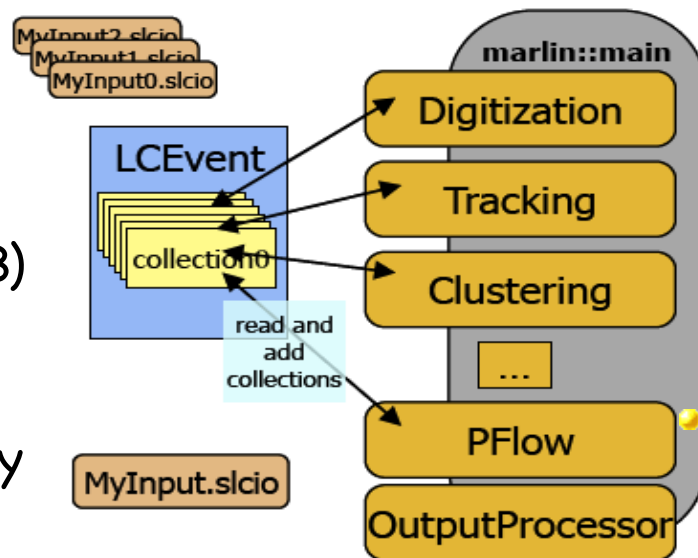 MyInput2.slcio
MyInput1.slcio
MyInput0.slcio
marlin::main
Digitization
LCEvent
Tracking
collection0
3)
Clustering
read and
add
collections
...
PFlow
y
MyInput.slcio
OutputProcessor